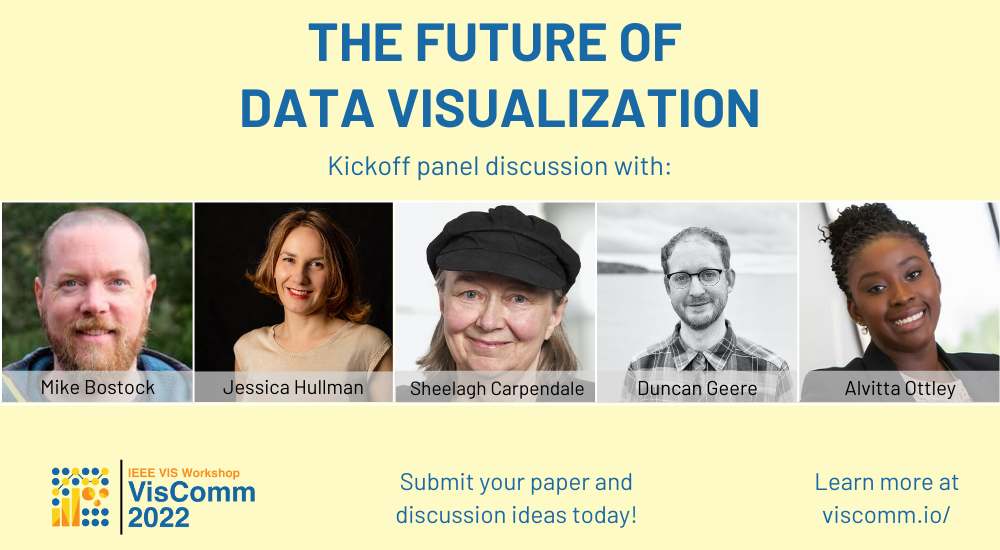 THE FUTURE OF
DATA VISUALIZATION
Kickoff panel discussion with:
Mike Bostock
Jessica Hullman
Sheelagh Carpendale
Duncan Geere
Alvitta Ottley
IEEE VIS Workshop
VisComm
2022
Submit your paper and
discussion ideas today!
Learn more at
viscomm.io/